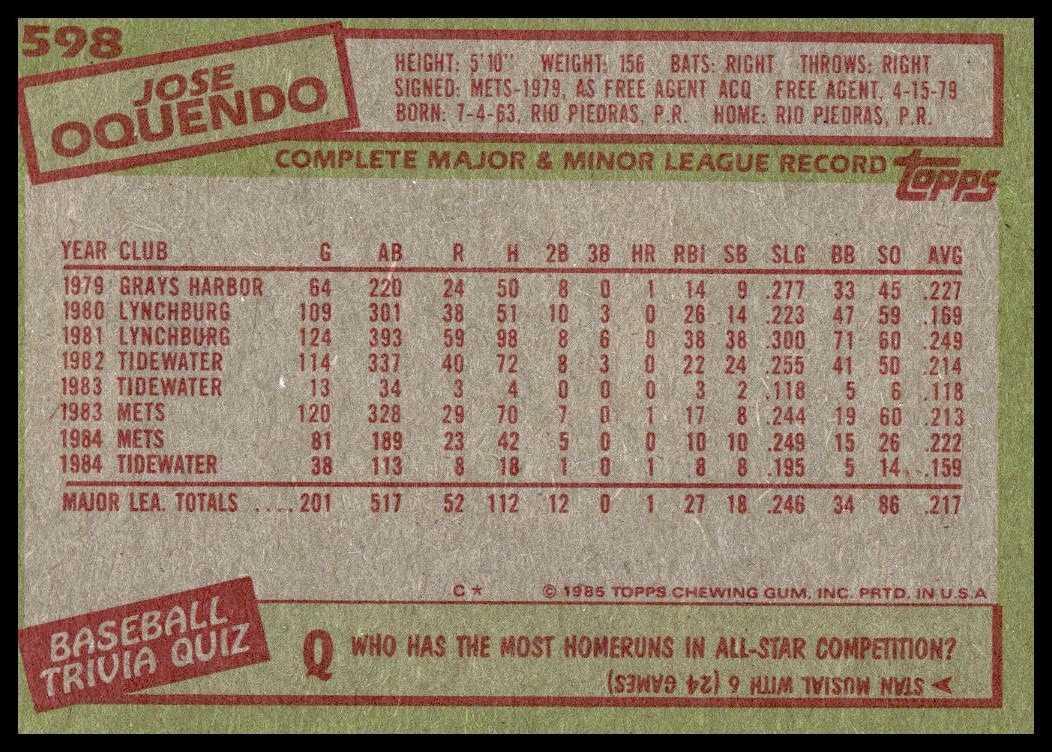 598
JOSE
OQUENDO
HEIGHT: 5'10" WEIGHT: 156 BATS: RIGHT THROWS: RIGHT
SIGNED: METS-1979, AS FREE AGENT ACQ FREE AGENT, 4-15-79
BORN: 7-4-63, RIO PIEDRAS, P.R. HOME: RIO PIEDRAS, P.R.
COMPLETE MAJOR & MINOR LEAGUE RECORD topps
YEAR CLUB G AB R H 2B 3B HR RBI SB SLG BB SO AVG
1979 GRAYS HARBOR 64 220 24 50 8 0 1 14 9 .277 33 45 .227
1980 LYNCHBURG 109 301 38 51 10 3 0 26 14 .223 47 59 .169
1981 LYNCHBURG 124 393 59 98 8 6 0 38 38 .300 71 60 .249
1982 TIDEWATER 114 337 40 72 8 3 0 22 24 .255 41 50 .214
1983 TIDEWATER 13 34 3 4 0 0 0 3 2 .118 5 6 .118
1983 METS 120 328 29 70 7 0 1 17 8 .244 19 60 .213
1984 METS 81 189 23 42 5 0 0 10 10 .249 15 26 .222
1984 TIDEWATER 38 113 8 18 1 0 1 8 8 .195 5 14 .159
MAJOR LEA. TOTALS ....201 517 52 112 12 0 1 27 18 .246 34 86 .217
C* © 1985 TOPPS CHEWING GUM. INC. PRTD. IN U.S.A
BASEBALL
TRIVIA QUIZ
Q WHO HAS THE MOST HOMERUNS IN ALL-STAR COMPETITION?
STAN MUSIAL WITH 6 (24 GAMES)